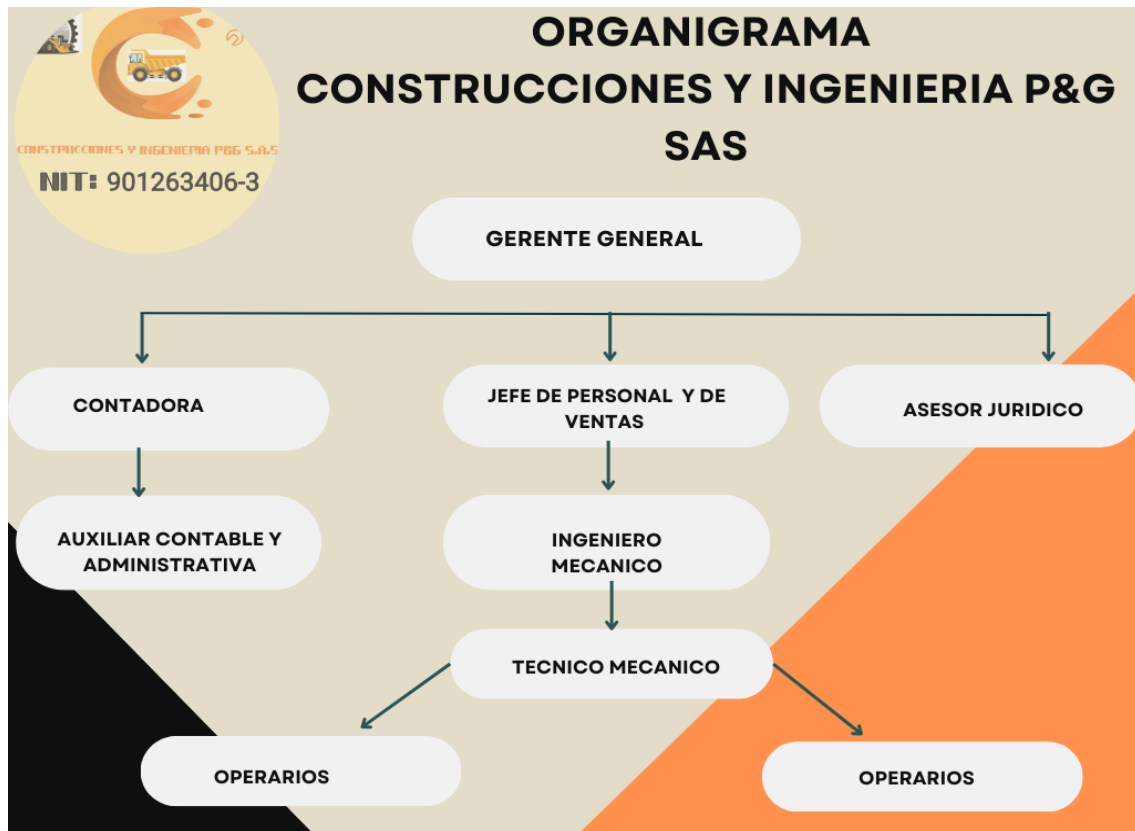 ORGANIGRAMA
CONSTRUCCIONES Y INGENIERIA P&G
SAS
CONSTRUCCIONES Y INGENIERIA P&G S.A.S
NIT: 901263406-3
GERENTE GENERAL
CONTADORA
JEFE DE PERSONAL Y DE
VENTAS
ASESOR JURIDICO
AUXILIAR CONTABLE Y
ADMINISTRATIVA
INGENIERO
MECANICO
TECNICO MECANICO
OPERARIOS
OPERARIOS